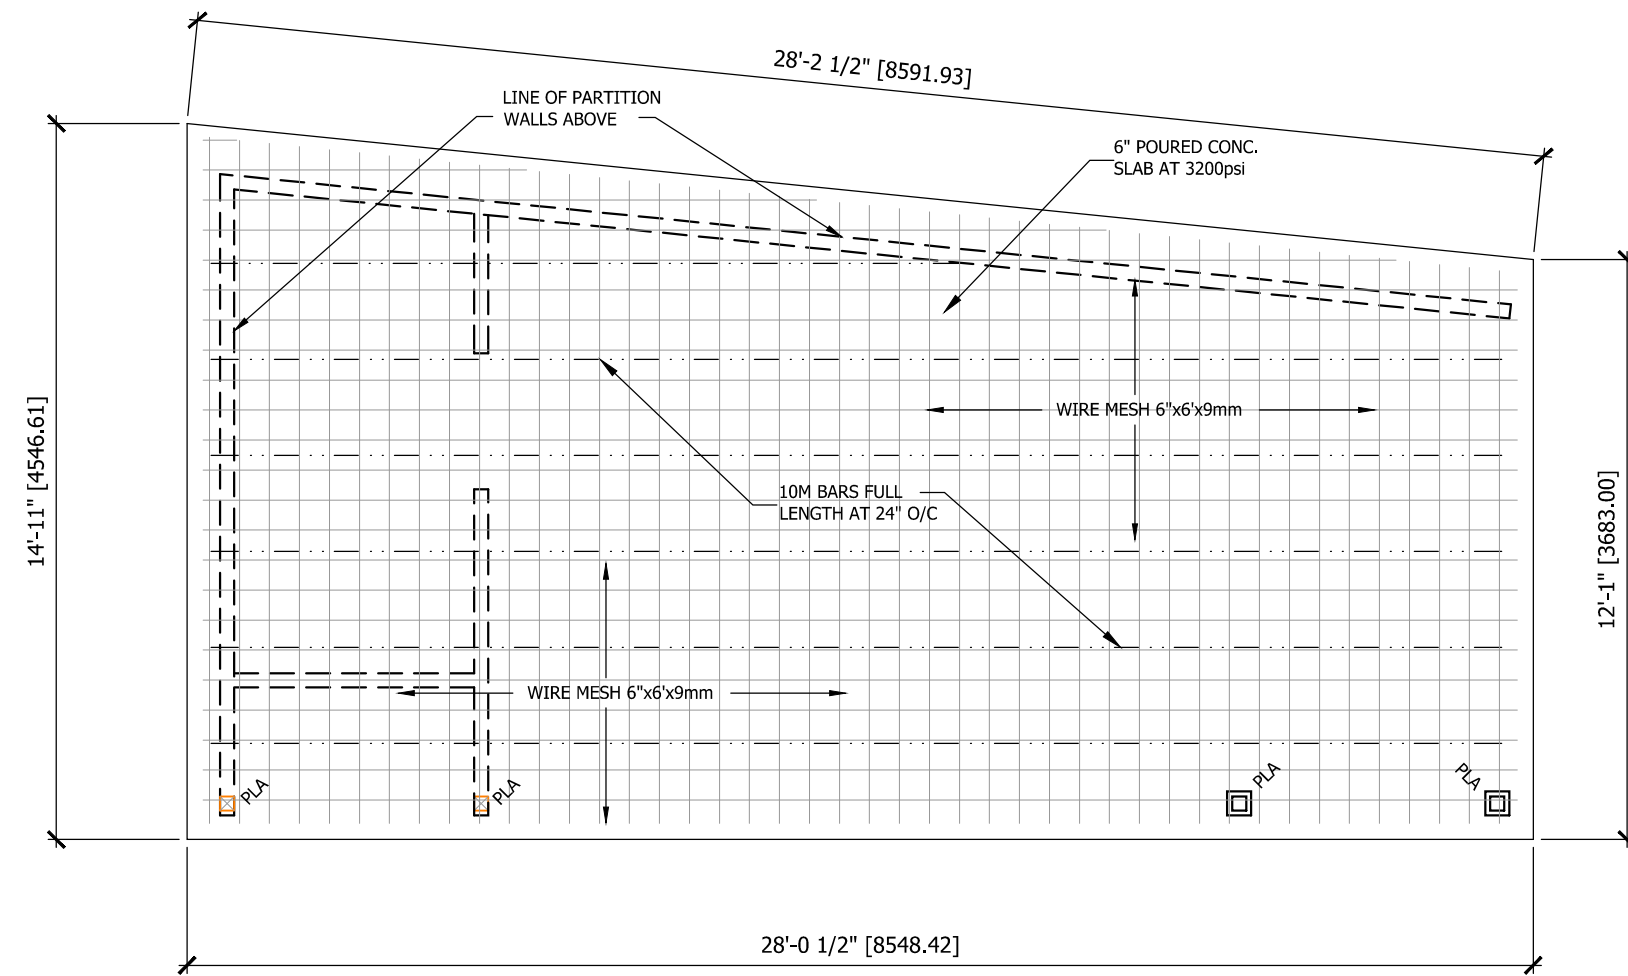 28'-2 1/2" [8591.93]
LINE OF PARTITION
WALLS ABOVE
6" POURED CONC.
SLAB AT 3200psi
14'-11" [4546.61]
WIRE MESH 6"x6'x9mm
10M BARS FULL
LENGTH AT 24" O/C
12'-1" [3683.00]
WIRE MESH 6"x6'x9mm
PLA
PLA
PLA
PLA
28'-0 1/2" [8548.42]